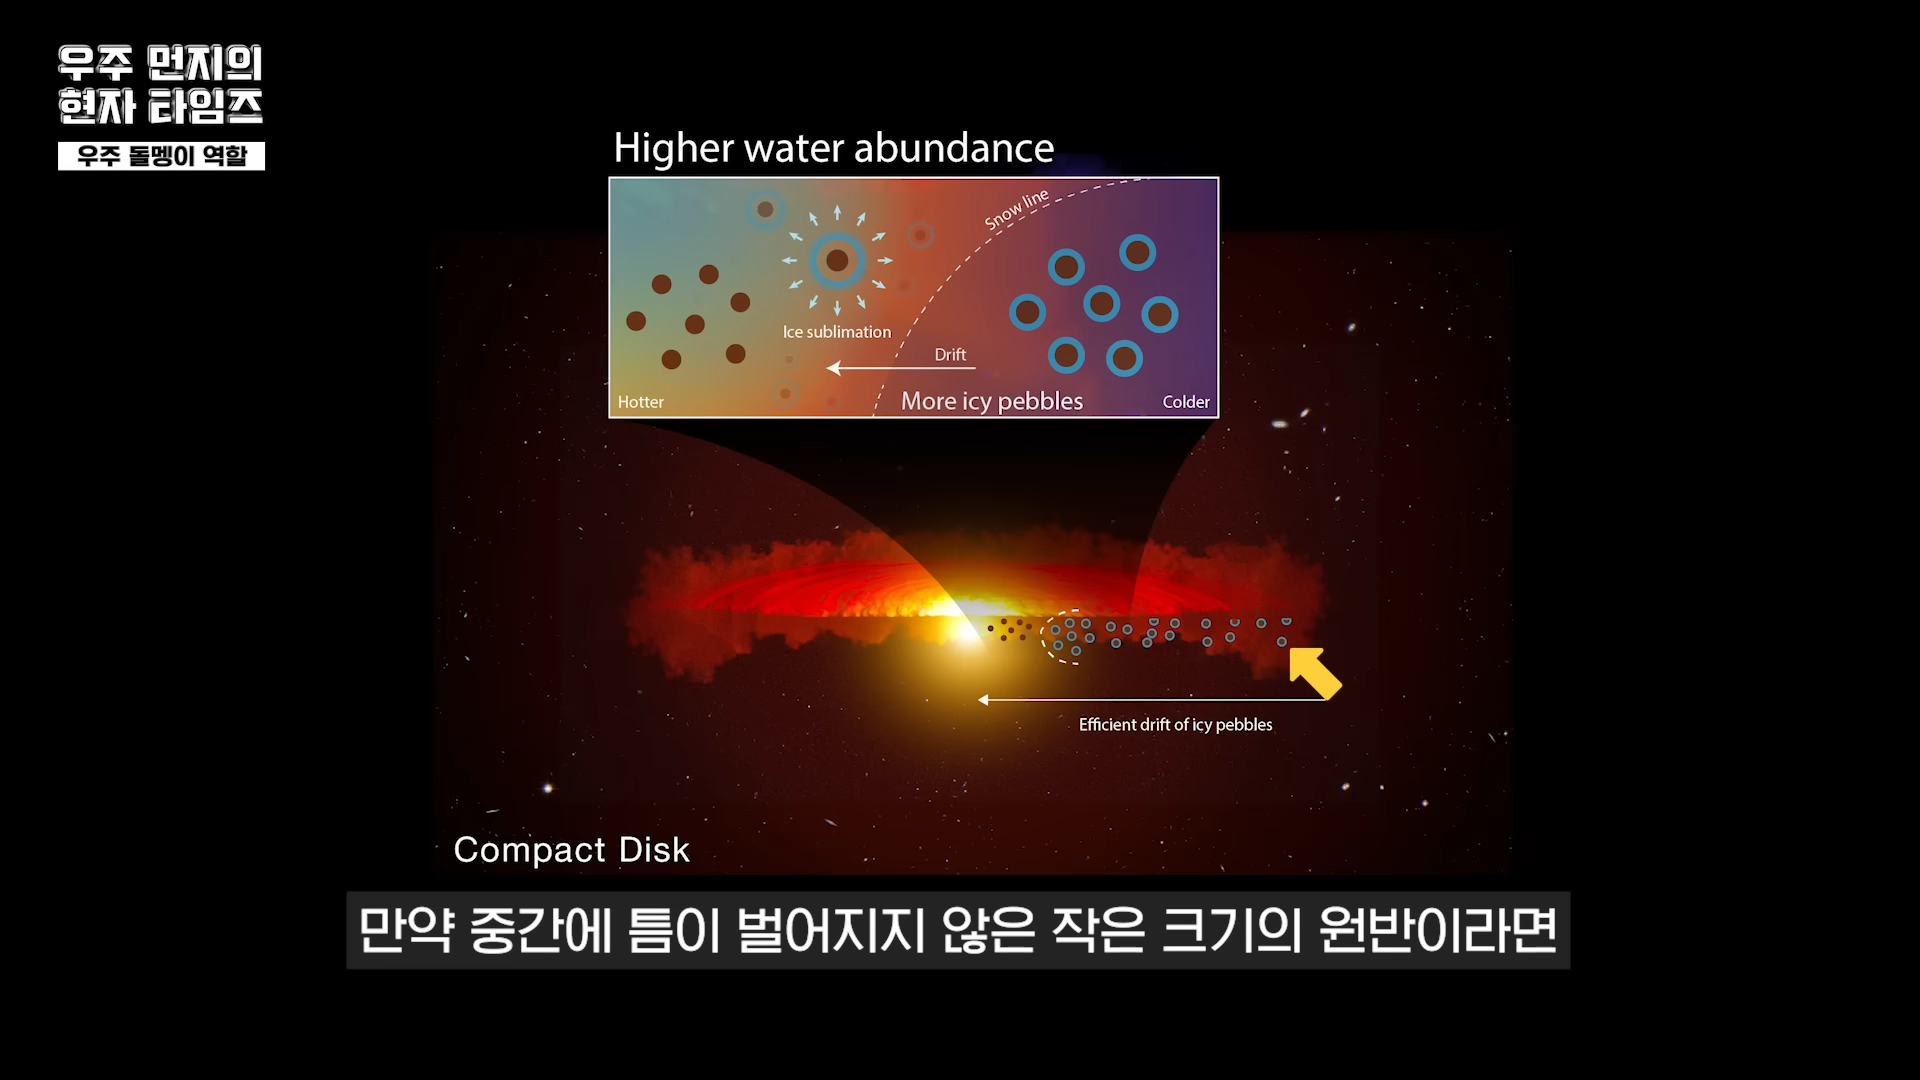 우주 먼지의
현자 타임즈
우주 돌멩이 역할
Higher water abundance
Snow line
Ice sublimation
Drift
More icy pebbles
Hotter
Colder
Efficient drift of icy pebbles
Compact Disk
만약 중간에 틈이 벌어지지 않은 작은 크기의 원반이라면